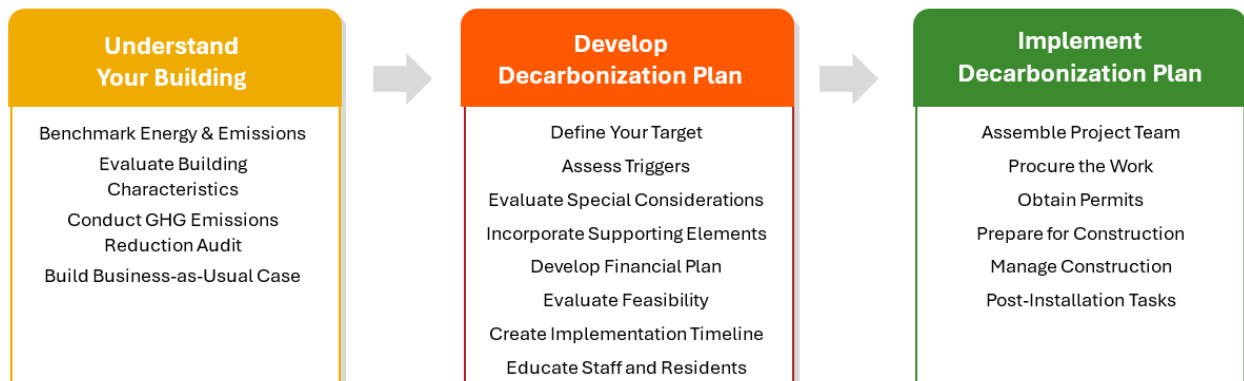 Understand
Your Building
Benchmark Energy & Emissions
Evaluate Building
Characteristics
Conduct GHG Emissions
Reduction Audit
Build Business-as-Usual Case
Develop
Decarbonization Plan
Define Your Target
Assess Triggers
Evaluate Special Considerations
Incorporate Supporting Elements
Develop Financial Plan
Evaluate Feasibility
Create Implementation Timeline
Educate Staff and Residents
Implement
Decarbonization Plan
Assemble Project Team
Procure the Work
Obtain Permits
Prepare for Construction
Manage Construction
Post-Installation Tasks